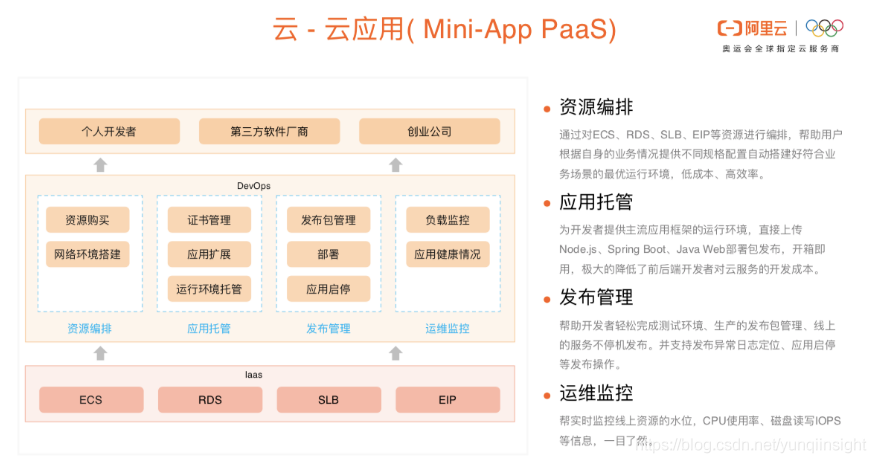 云 - 云应用( Mini-App PaaS)
阿里云
奥运会全球指定云服务商
个人开发者
第三方软件厂商
创业公司
DevOps
资源购买
网络环境搭建
资源编排
证书管理
应用扩展
运行环境托管
应用托管
发布包管理
部署
应用启停
发布管理
负载监控
应用健康情况
运维监控
Iaas
ECS
RDS
SLB
EIP
资源编排
通过对ECS、RDS、SLB、EIP等资源进行编排，帮助用户
根据自身的业务情况提供不同规格配置自动搭建好符合业
务场景的最优运行环境，低成本、高效率。
应用托管
为开发者提供主流应用框架的运行环境，直接上传
Node.js、Spring Boot、Java Web部署包发布，开箱即
用，极大的降低了前后端开发者对云服务的开发成本。
发布管理
帮助开发者轻松完成测试环境、生产的发布包管理、线上
的服务不停机发布。并支持发布异常日志定位、应用启停
等发布操作。
运维监控
帮实时监控线上资源的水位，CPU使用率、磁盘读写IOPS
等信息，一目了然。
https://blog.csdn.net/yunqiinsight